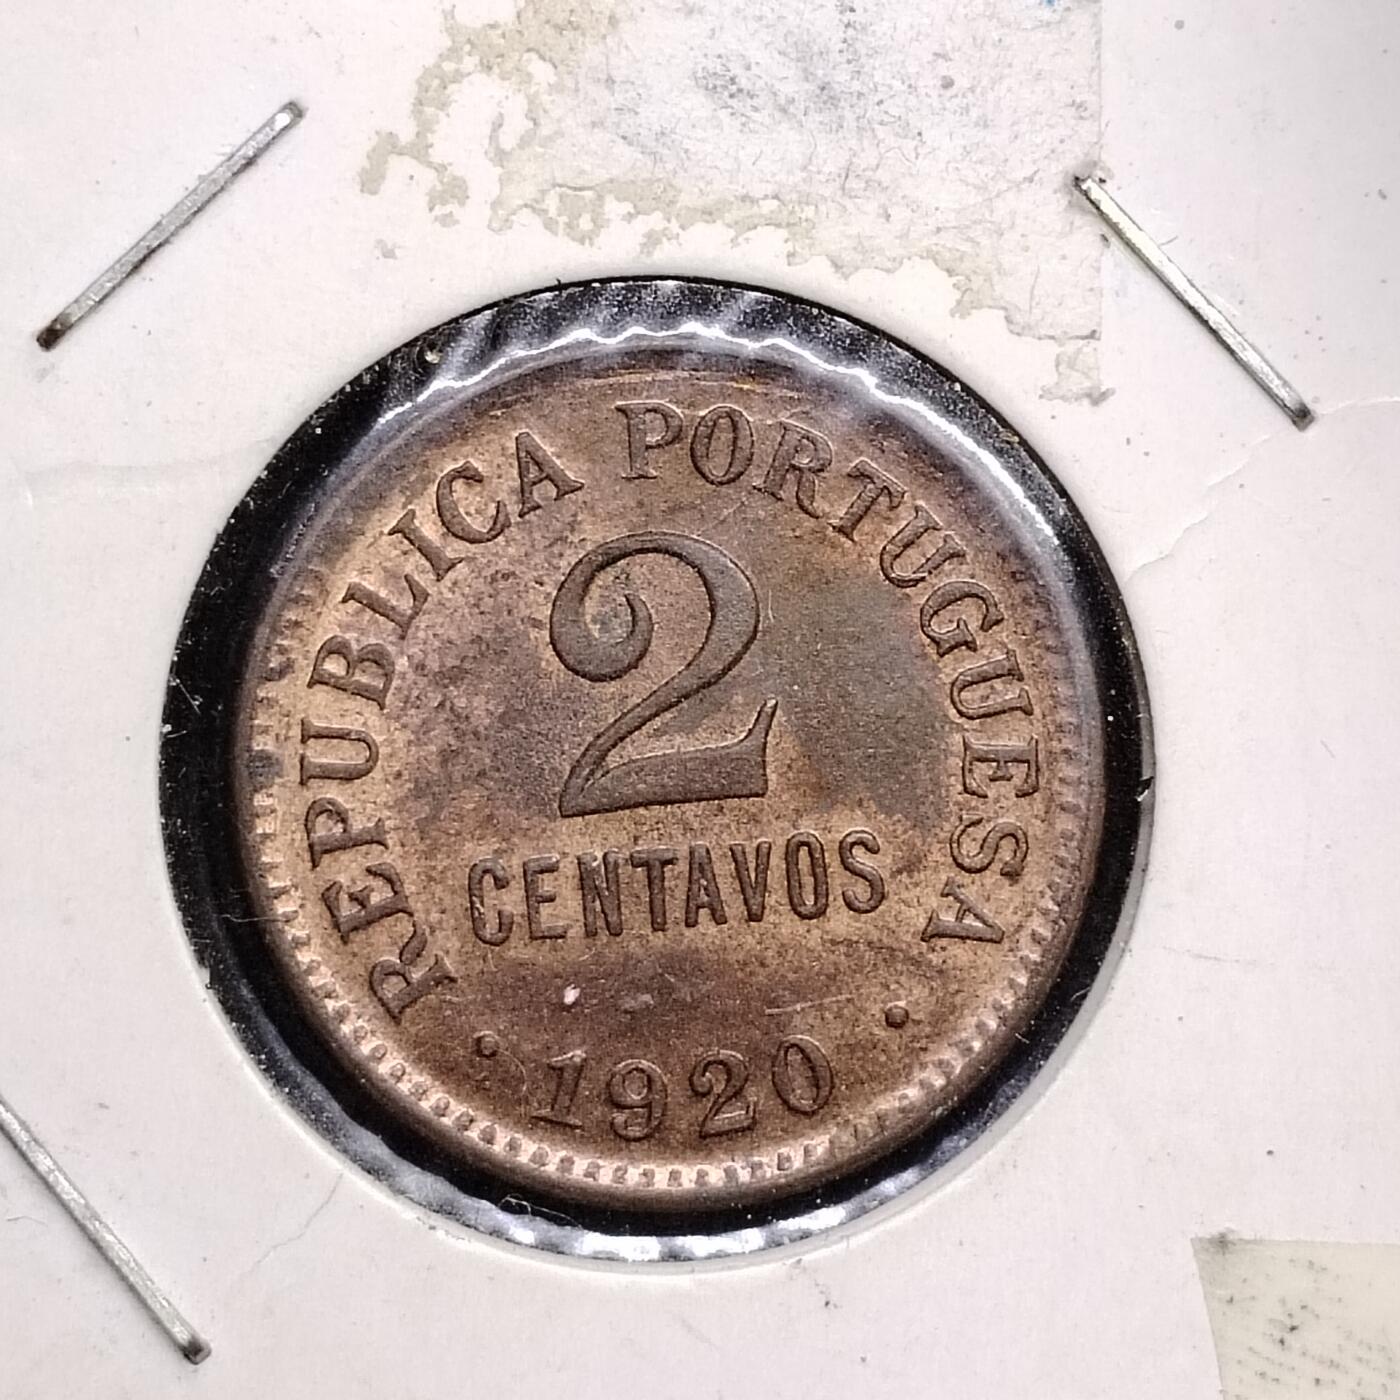 REPUBLICA PORTUGUESA
2
CENTAVOS
· 1920 ·